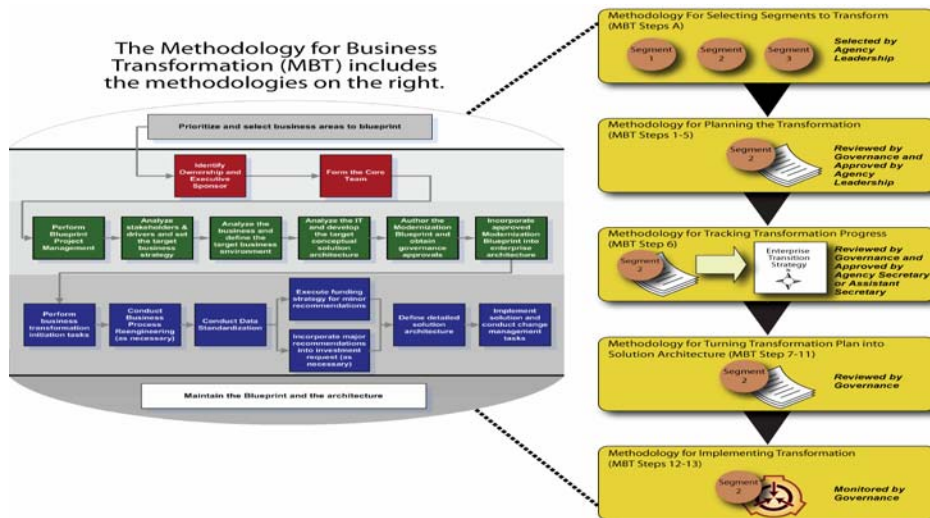 The Methodology for Business
Transformation (MBT) includes
the methodologies on the right.
Prioritize and select business areas to blueprint
Identify
Ownership and
Executive
Sponsor
Form the Core
Team
Perform
Blueprint
Project
Management
Analyze
stakeholders &
drivers and set
the target
business strategy
Analyze the
business and
define the
target business
environment
Analyze the IT
and develop
the target
conceptual
solution
architecture
Author the
Modernization
Blueprint and
obtain
governance
approvals
Incorporate
approved
Modernization
Blueprint into
enterprise
architecture
Perform
business
transformation
initiation tasks
Conduct
Business
Process
Reengineering
(as necessary)
Conduct Data
Standardization
Execute funding
strategy for minor
recommendations
Incorporate major
recommendations
into investment
request (as
necessary)
Define detailed
solution
architecture
Implement
solution and
conduct change
management
tasks
Maintain the Blueprint and the architecture
Methodology For Selecting Segments to Transform
(MBT Steps A)
Segment
1
Segment
2
Segment
3
Selected by
Agency
Leadership
Methodology for Planning the Transformation
(MBT Steps 1-5)
Segment
2
Reviewed by
Governance and
Approved by
Agency
Leadership
Methodology for Tracking Transformation Progress
(MBT Step 6)
Segment
2
Enterprise
Transition
Strategy
Reviewed by
Governance and
Approved by
Agency Secretary
or Assistant
Secretary
Methodology for Turning Transformation Plan into
Solution Architecture (MBT Step 7-11)
Segment
2
Reviewed by
Governance
Methodology for Implementing Transformation
(MBT Steps 12-13)
Segment
2
Monitored by
Governance